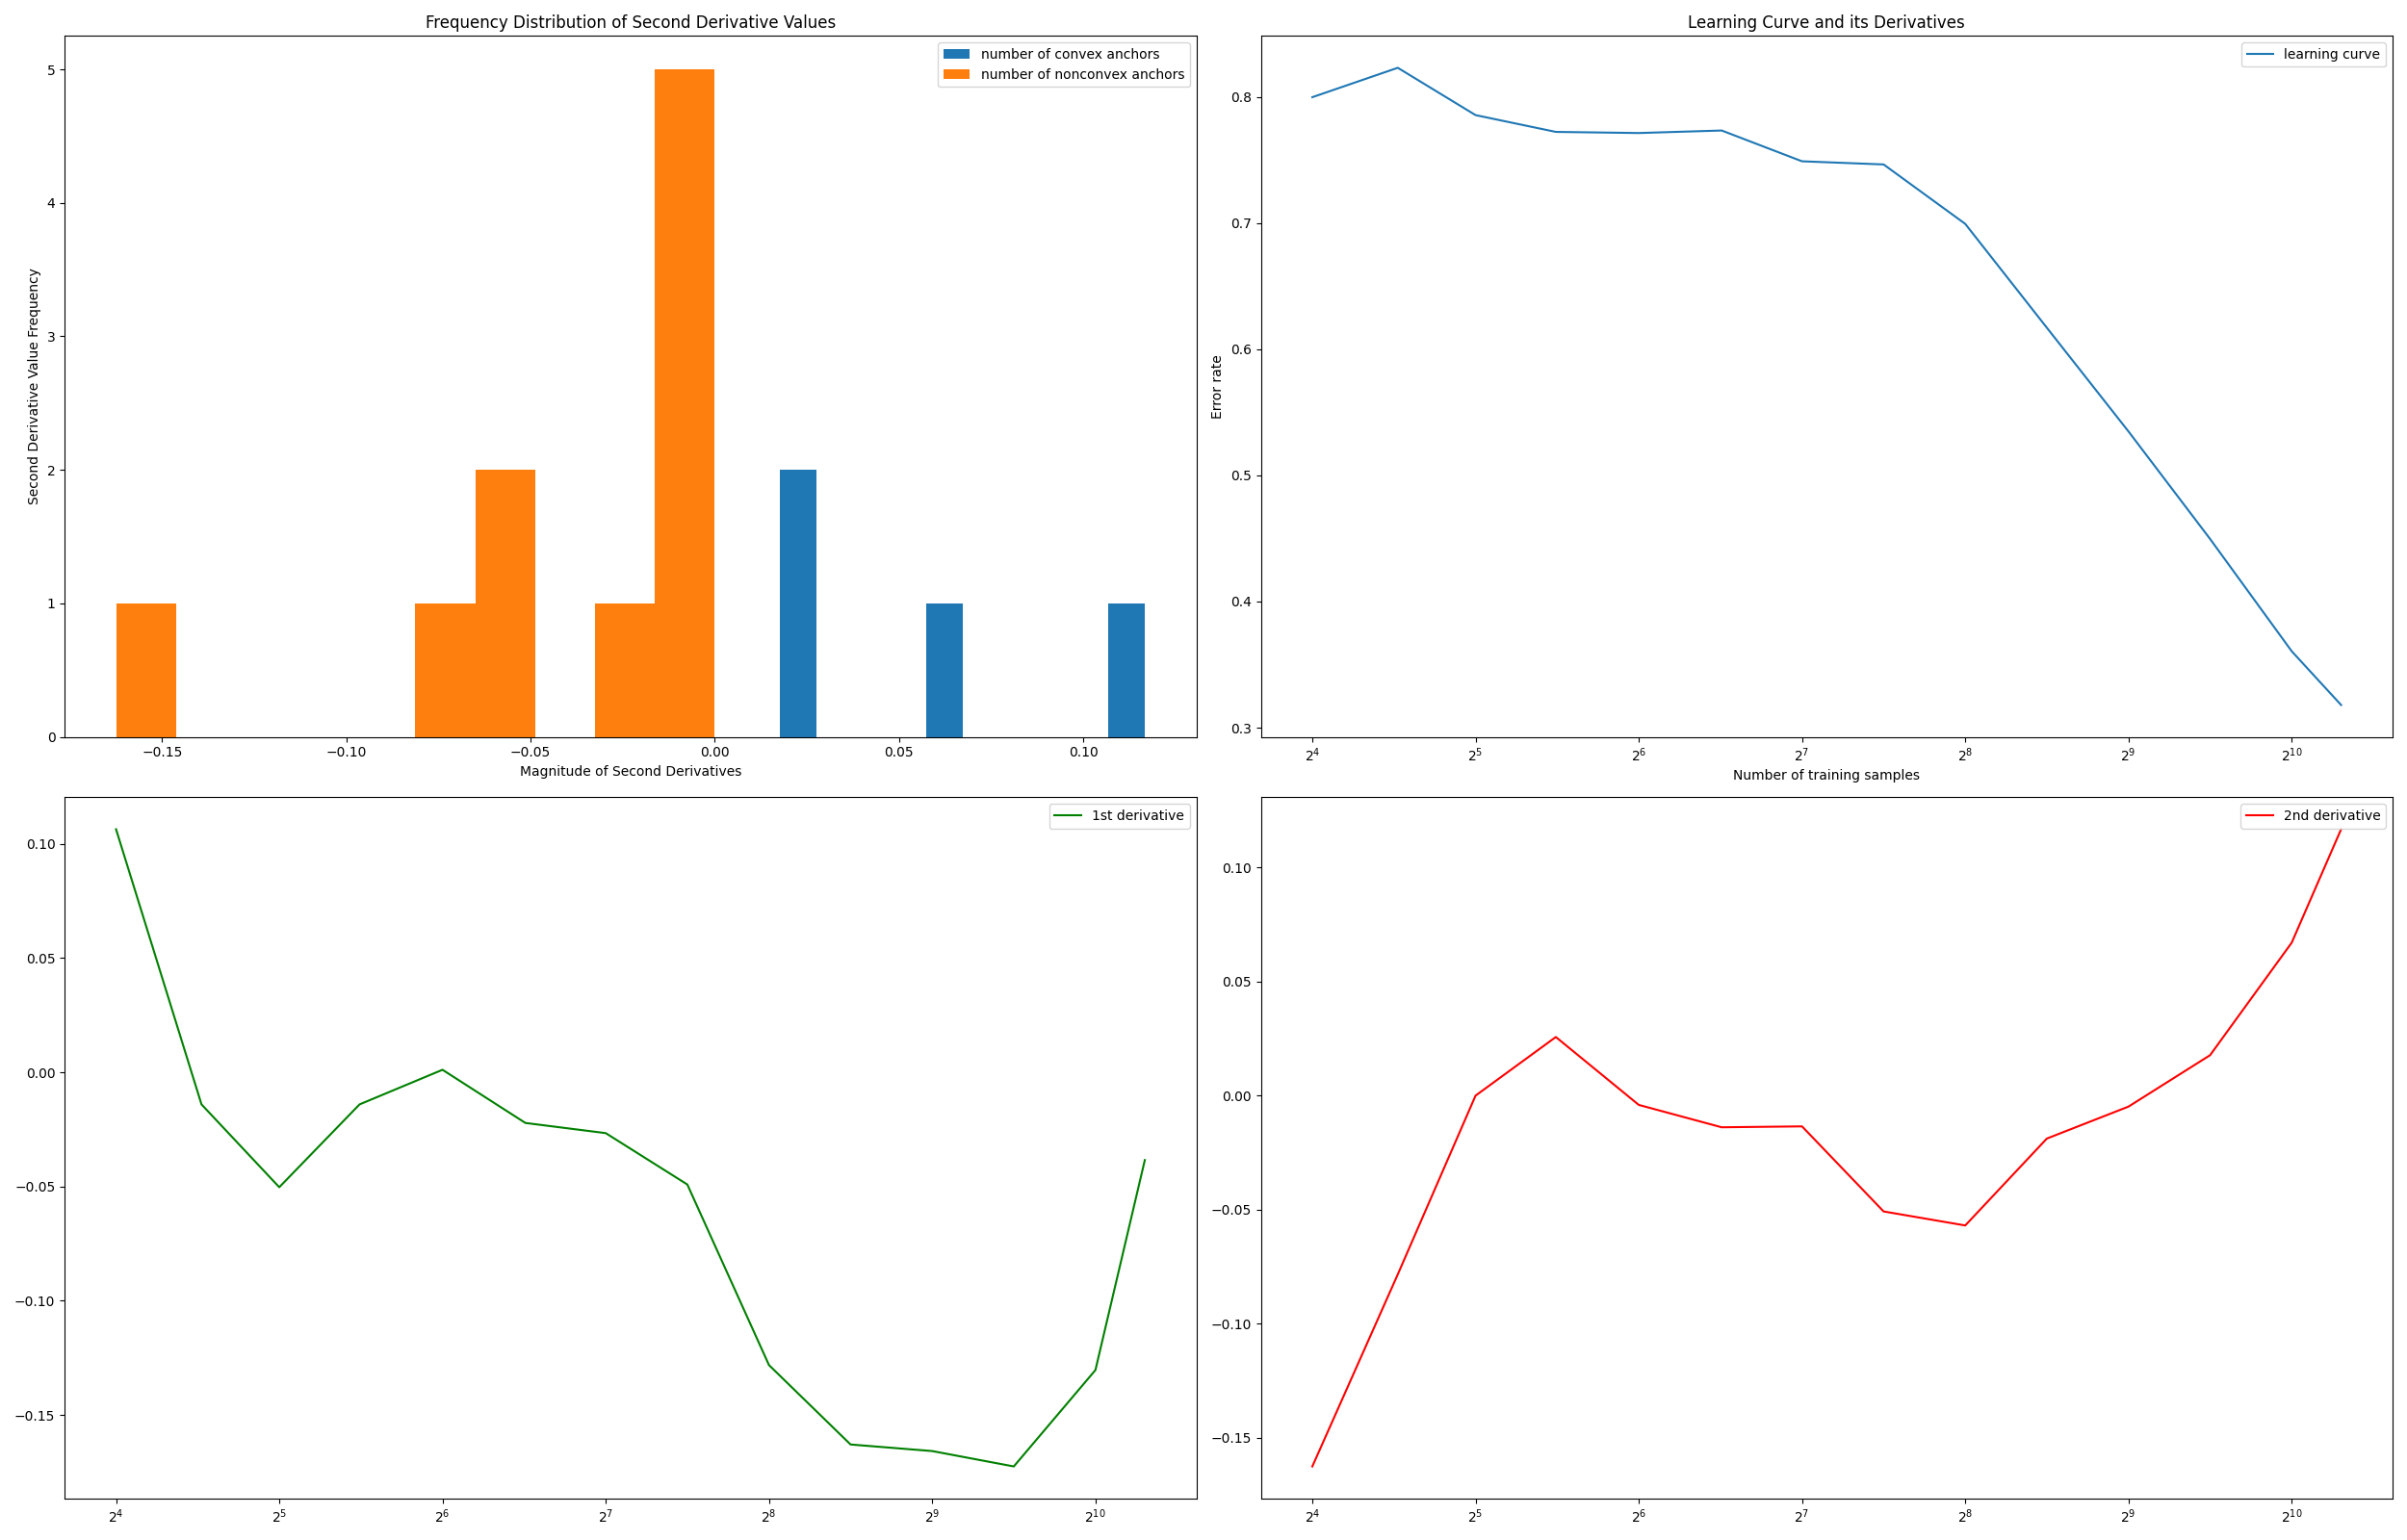 Frequency Distribution of Second Derivative Values
number of convex anchors
number of nonconvex anchors
Second Derivative Value Frequency
5
4
3
2
1
0
−0.15 −0.10 −0.05 0.00 0.05 0.10
Magnitude of Second Derivatives
Learning Curve and its Derivatives
learning curve
Error rate
0.8
0.7
0.6
0.5
0.4
0.3
2⁴ 2⁵ 2⁶ 2⁷ 2⁸ 2⁹ 2¹⁰
Number of training samples
1st derivative
0.10
0.05
0.00
−0.05
−0.10
−0.15
2⁴ 2⁵ 2⁶ 2⁷ 2⁸ 2⁹ 2¹⁰
2nd derivative
0.10
0.05
0.00
−0.05
−0.10
−0.15
2⁴ 2⁵ 2⁶ 2⁷ 2⁸ 2⁹ 2¹⁰